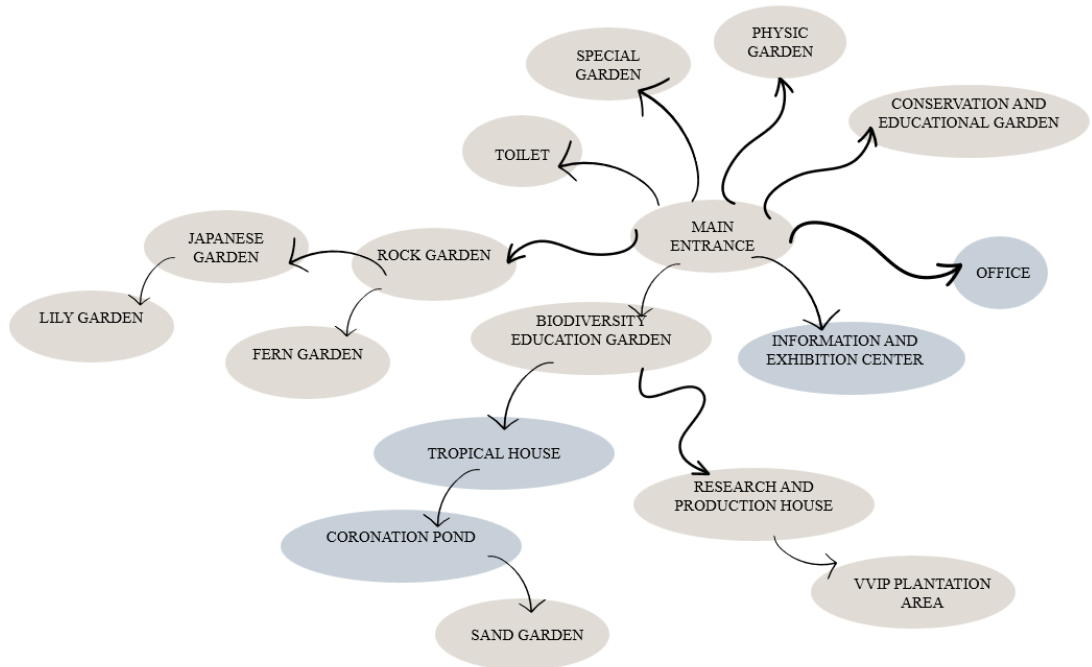 PHYSIC
GARDEN
SPECIAL
GARDEN
CONSERVATION AND
EDUCATIONAL GARDEN
TOILET
MAIN
ENTRANCE
JAPANESE
GARDEN
ROCK GARDEN
OFFICE
LILY GARDEN
BIODIVERSITY
EDUCATION GARDEN
INFORMATION AND
EXHIBITION CENTER
FERN GARDEN
TROPICAL HOUSE
RESEARCH AND
PRODUCTION HOUSE
CORONATION POND
VVIP PLANTATION
AREA
SAND GARDEN